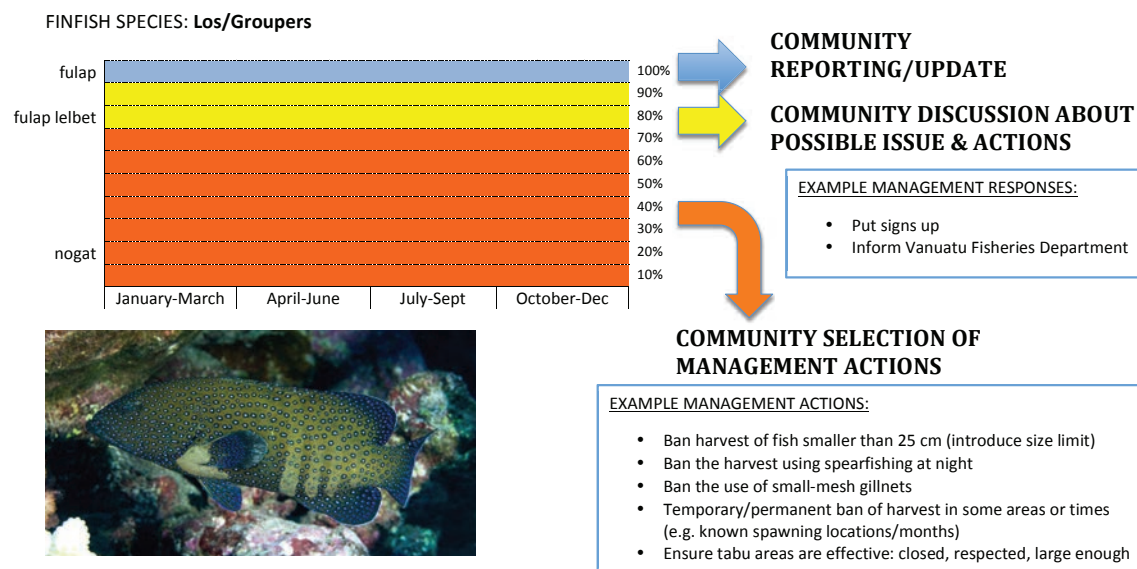 FINFISH SPECIES: Los/Groupers
fulap
fulap lelbet
nogat
100%
90%
80%
70%
60%
50%
40%
30%
20%
10%
January-March
April-June
July-Sept
October-Dec
COMMUNITY
REPORTING/UPDATE
COMMUNITY DISCUSSION ABOUT
POSSIBLE ISSUE & ACTIONS
EXAMPLE MANAGEMENT RESPONSES:
• Put signs up
• Inform Vanuatu Fisheries Department
COMMUNITY SELECTION OF
MANAGEMENT ACTIONS
EXAMPLE MANAGEMENT ACTIONS:
• Ban harvest of fish smaller than 25 cm (introduce size limit)
• Ban the harvest using spearfishing at night
• Ban the use of small-mesh gillnets
• Temporary/permanent ban of harvest in some areas or times
(e.g. known spawning locations/months)
• Ensure tabu areas are effective: closed, respected, large enough